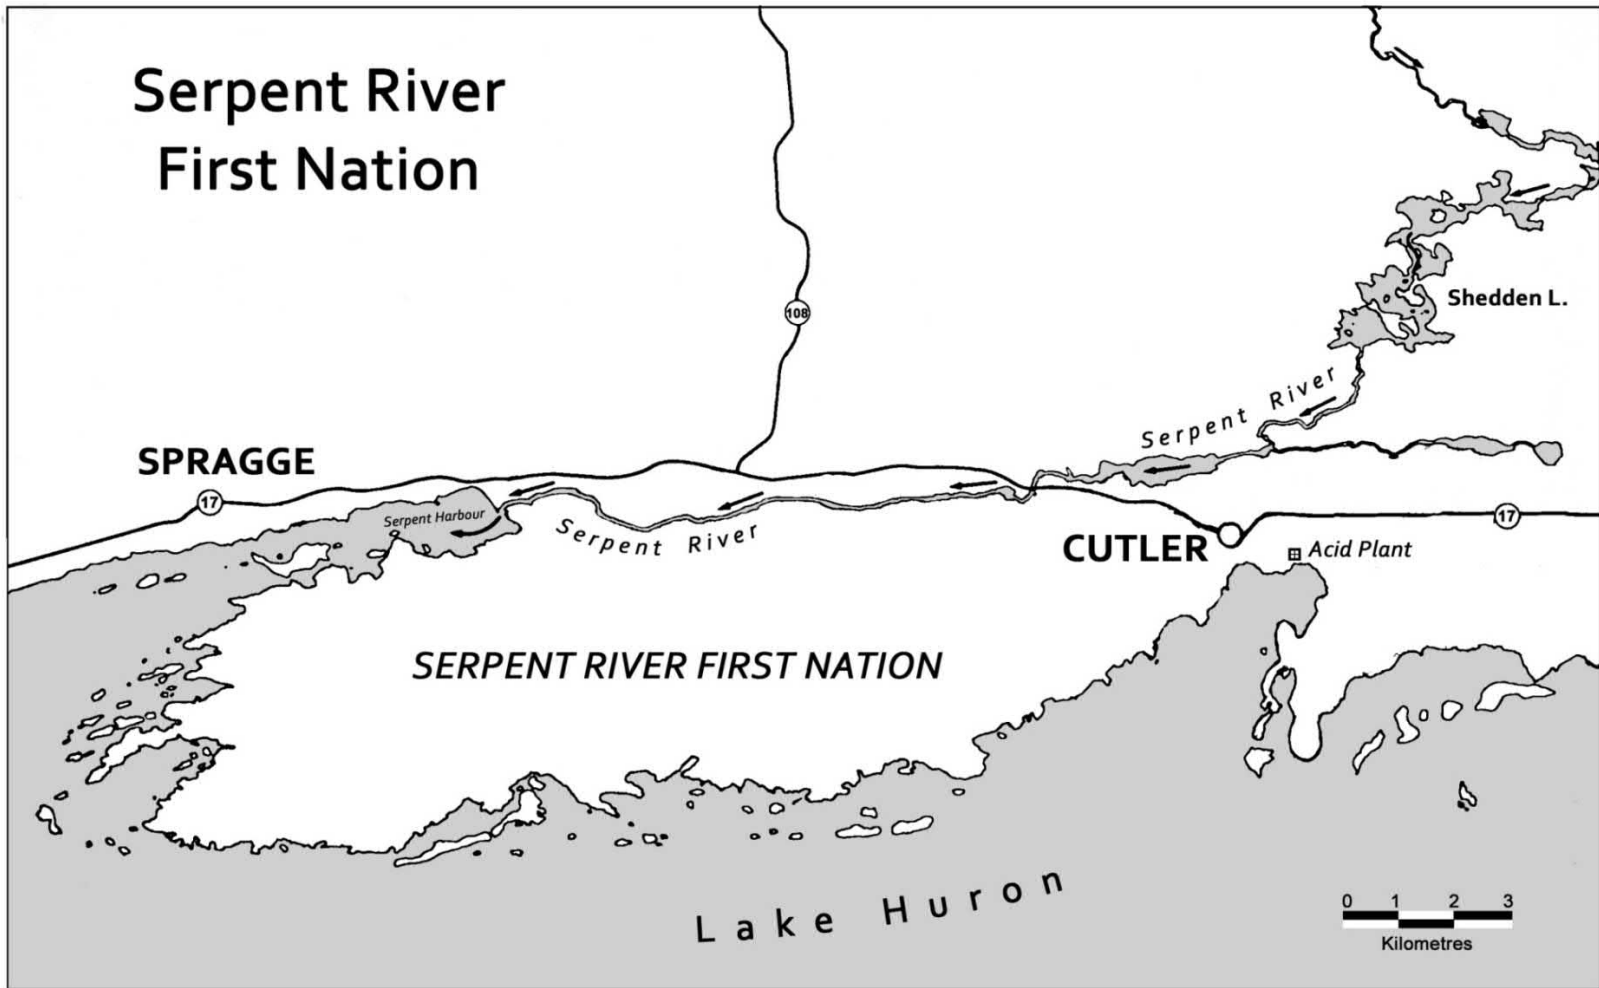 Serpent River
First Nation
108
Shedden L.
Serpent River
SPRAGGE
17
Serpent Harbour
Serpent River
17
CUTLER
Acid Plant
SERPENT RIVER FIRST NATION
Lake Huron
0 1 2 3
Kilometres